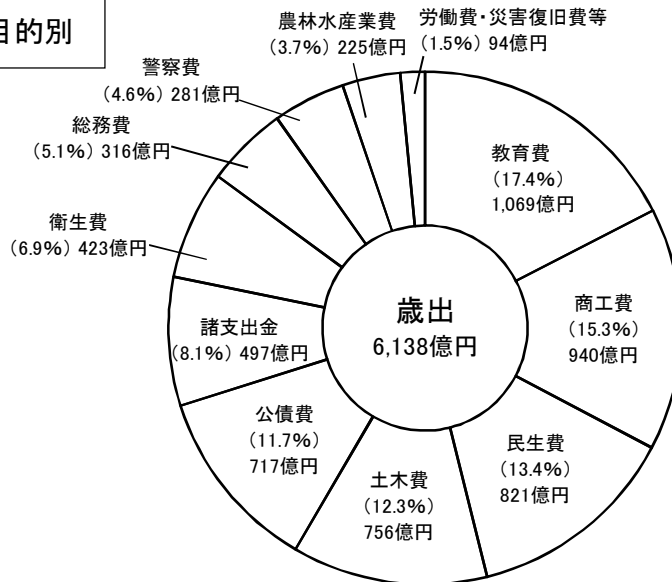 目的別
農林水産業費
（3.7%）225億円
労働費・災害復旧費等
（1.5%）94億円
警察費
（4.6%）281億円
総務費
（5.1%）316億円
衛生費
（6.9%）423億円
諸支出金
（8.1%）497億円
公債費
（11.7%）
717億円
土木費
（12.3%）
756億円
民生費
（13.4%）
821億円
商工費
（15.3%）
940億円
教育費
（17.4%）
1,069億円
歳出
6,138億円